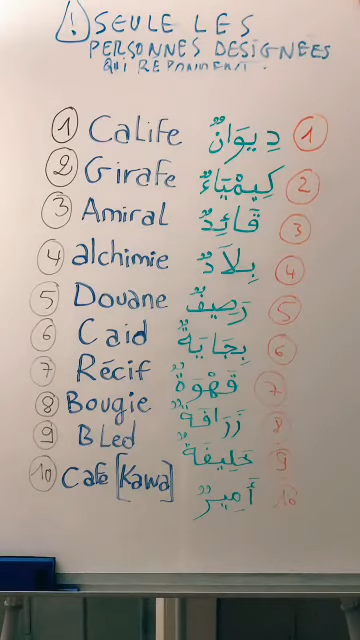 ! SEULE LES
PERSONNES DESIGNEES
QUI REPONDENT.
1 Calife دِيوَانٌ 1
2 Girafe كِيمْيَاءٌ 2
3 Amiral قَائِدٌ 3
4 alchimie بِلَادٌ 4
5 Douane رَصِيفٌ 5
6 Caid بِجَايَةٌ 6
7 Récif قَهْوَةٌ 7
8 Bougie زَرَافَةٌ 8
9 BLed خَلِيفَةٌ 9
10 Cafe [Kawa] أَمِيرٌ 10